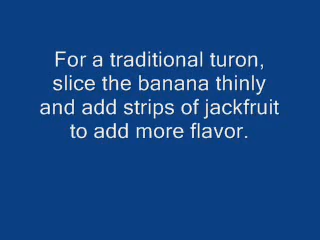 For a traditional turon,
slice the banana thinly
and add strips of jackfruit
to add more flavor.